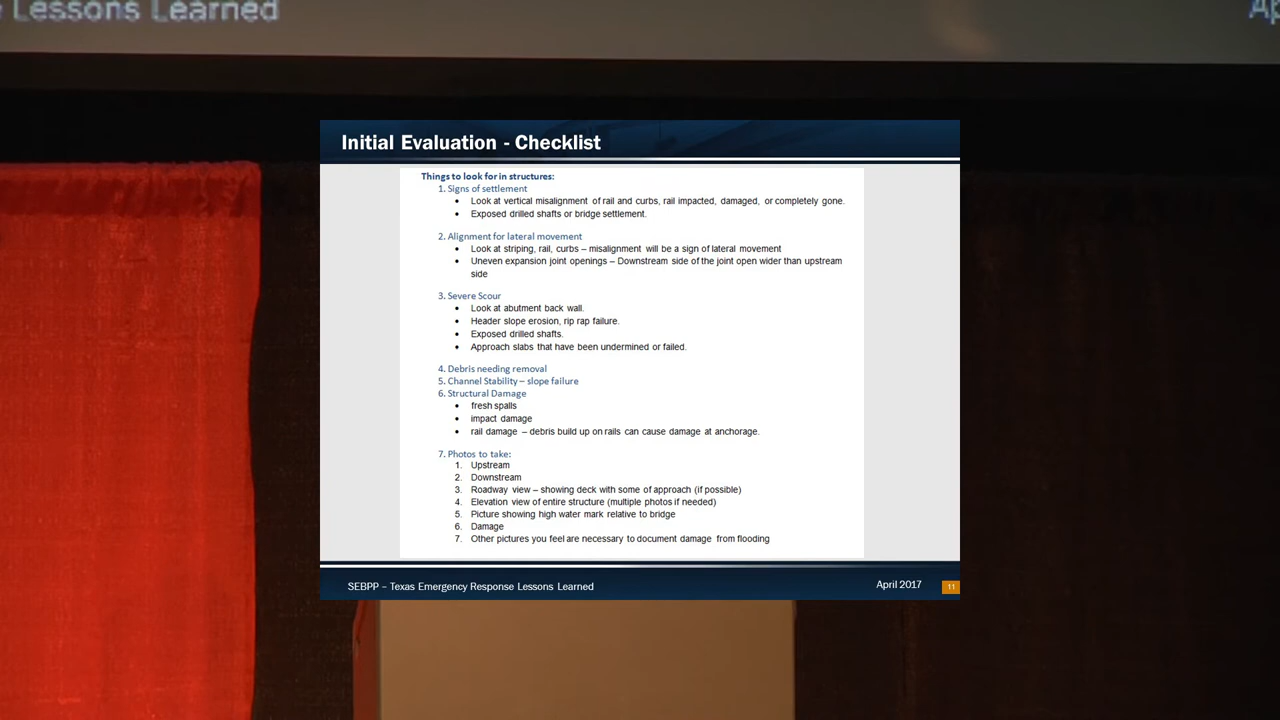 Lessons Learned
Initial Evaluation - Checklist
Things to look for in structures:
1. Signs of settlement
• Look at vertical misalignment of rail and curbs, rail impacted, damaged, or completely gone.
• Exposed drilled shafts or bridge settlement.
2. Alignment for lateral movement
• Look at striping, rail, curbs – misalignment will be a sign of lateral movement
• Uneven expansion joint openings – Downstream side of the joint open wider than upstream
side
3. Severe Scour
• Look at abutment back wall.
• Header slope erosion, rip rap failure.
• Exposed drilled shafts.
• Approach slabs that have been undermined or failed.
4. Debris needing removal
5. Channel Stability – slope failure
6. Structural Damage
• fresh spalls
• impact damage
• rail damage – debris build up on rails can cause damage at anchorage.
7. Photos to take:
1. Upstream
2. Downstream
3. Roadway view – showing deck with some of approach (if possible)
4. Elevation view of entire structure (multiple photos if needed)
5. Picture showing high water mark relative to bridge
6. Damage
7. Other pictures you feel are necessary to document damage from flooding
SEBPP – Texas Emergency Response Lessons Learned
April 2017
11